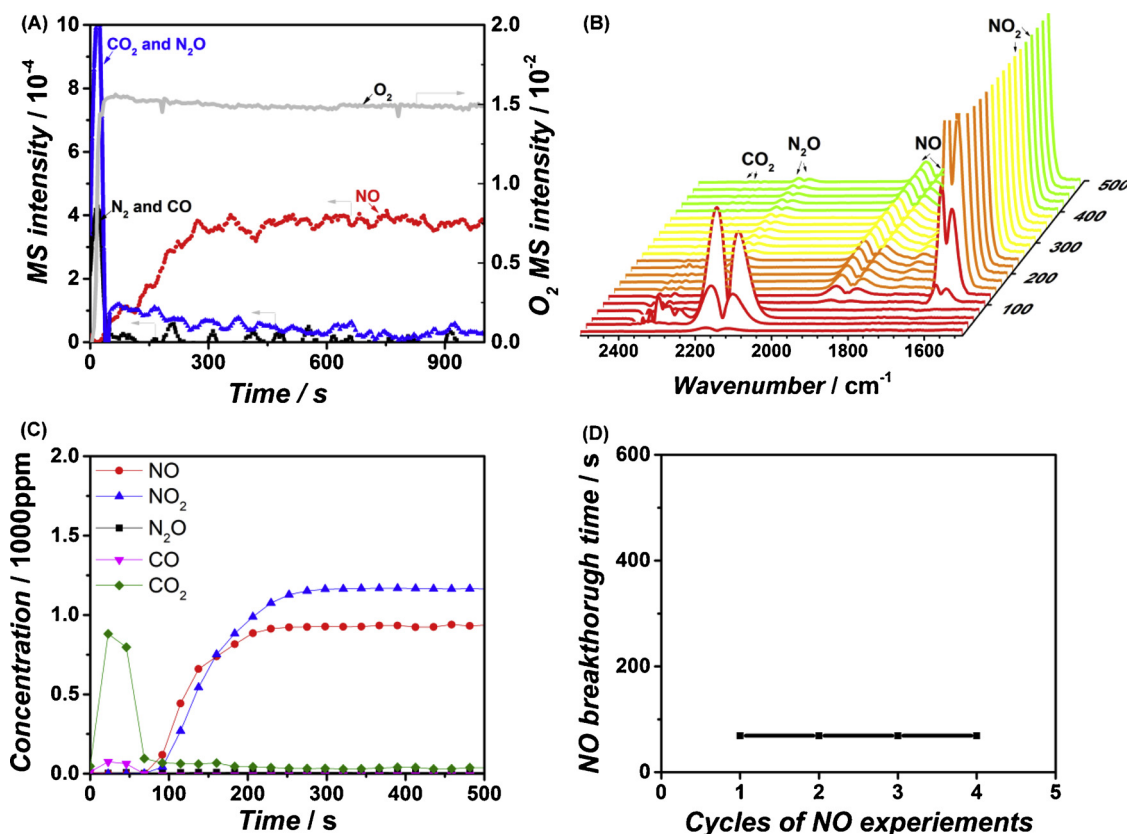 (A)
10
8
6
4
2
0
MS intensity / 10-4
CO2 and N2O
O2
NO
N2 and CO
2.0
1.5
1.0
0.5
0.0
O2 MS intensity / 10-2
0 300 600 900
Time / s
(B)
NO2
CO2
N2O
NO
500
400
300
200
100
2400 2200 2000 1800 1600
Wavenumber / cm-1
(C)
2.0
1.5
1.0
0.5
0.0
Concentration / 1000ppm
NO
NO2
N2O
CO
CO2
0 100 200 300 400 500
Time / s
(D)
600
400
200
0
NO breakthorugh time / s
0 1 2 3 4 5
Cycles of NO experiements